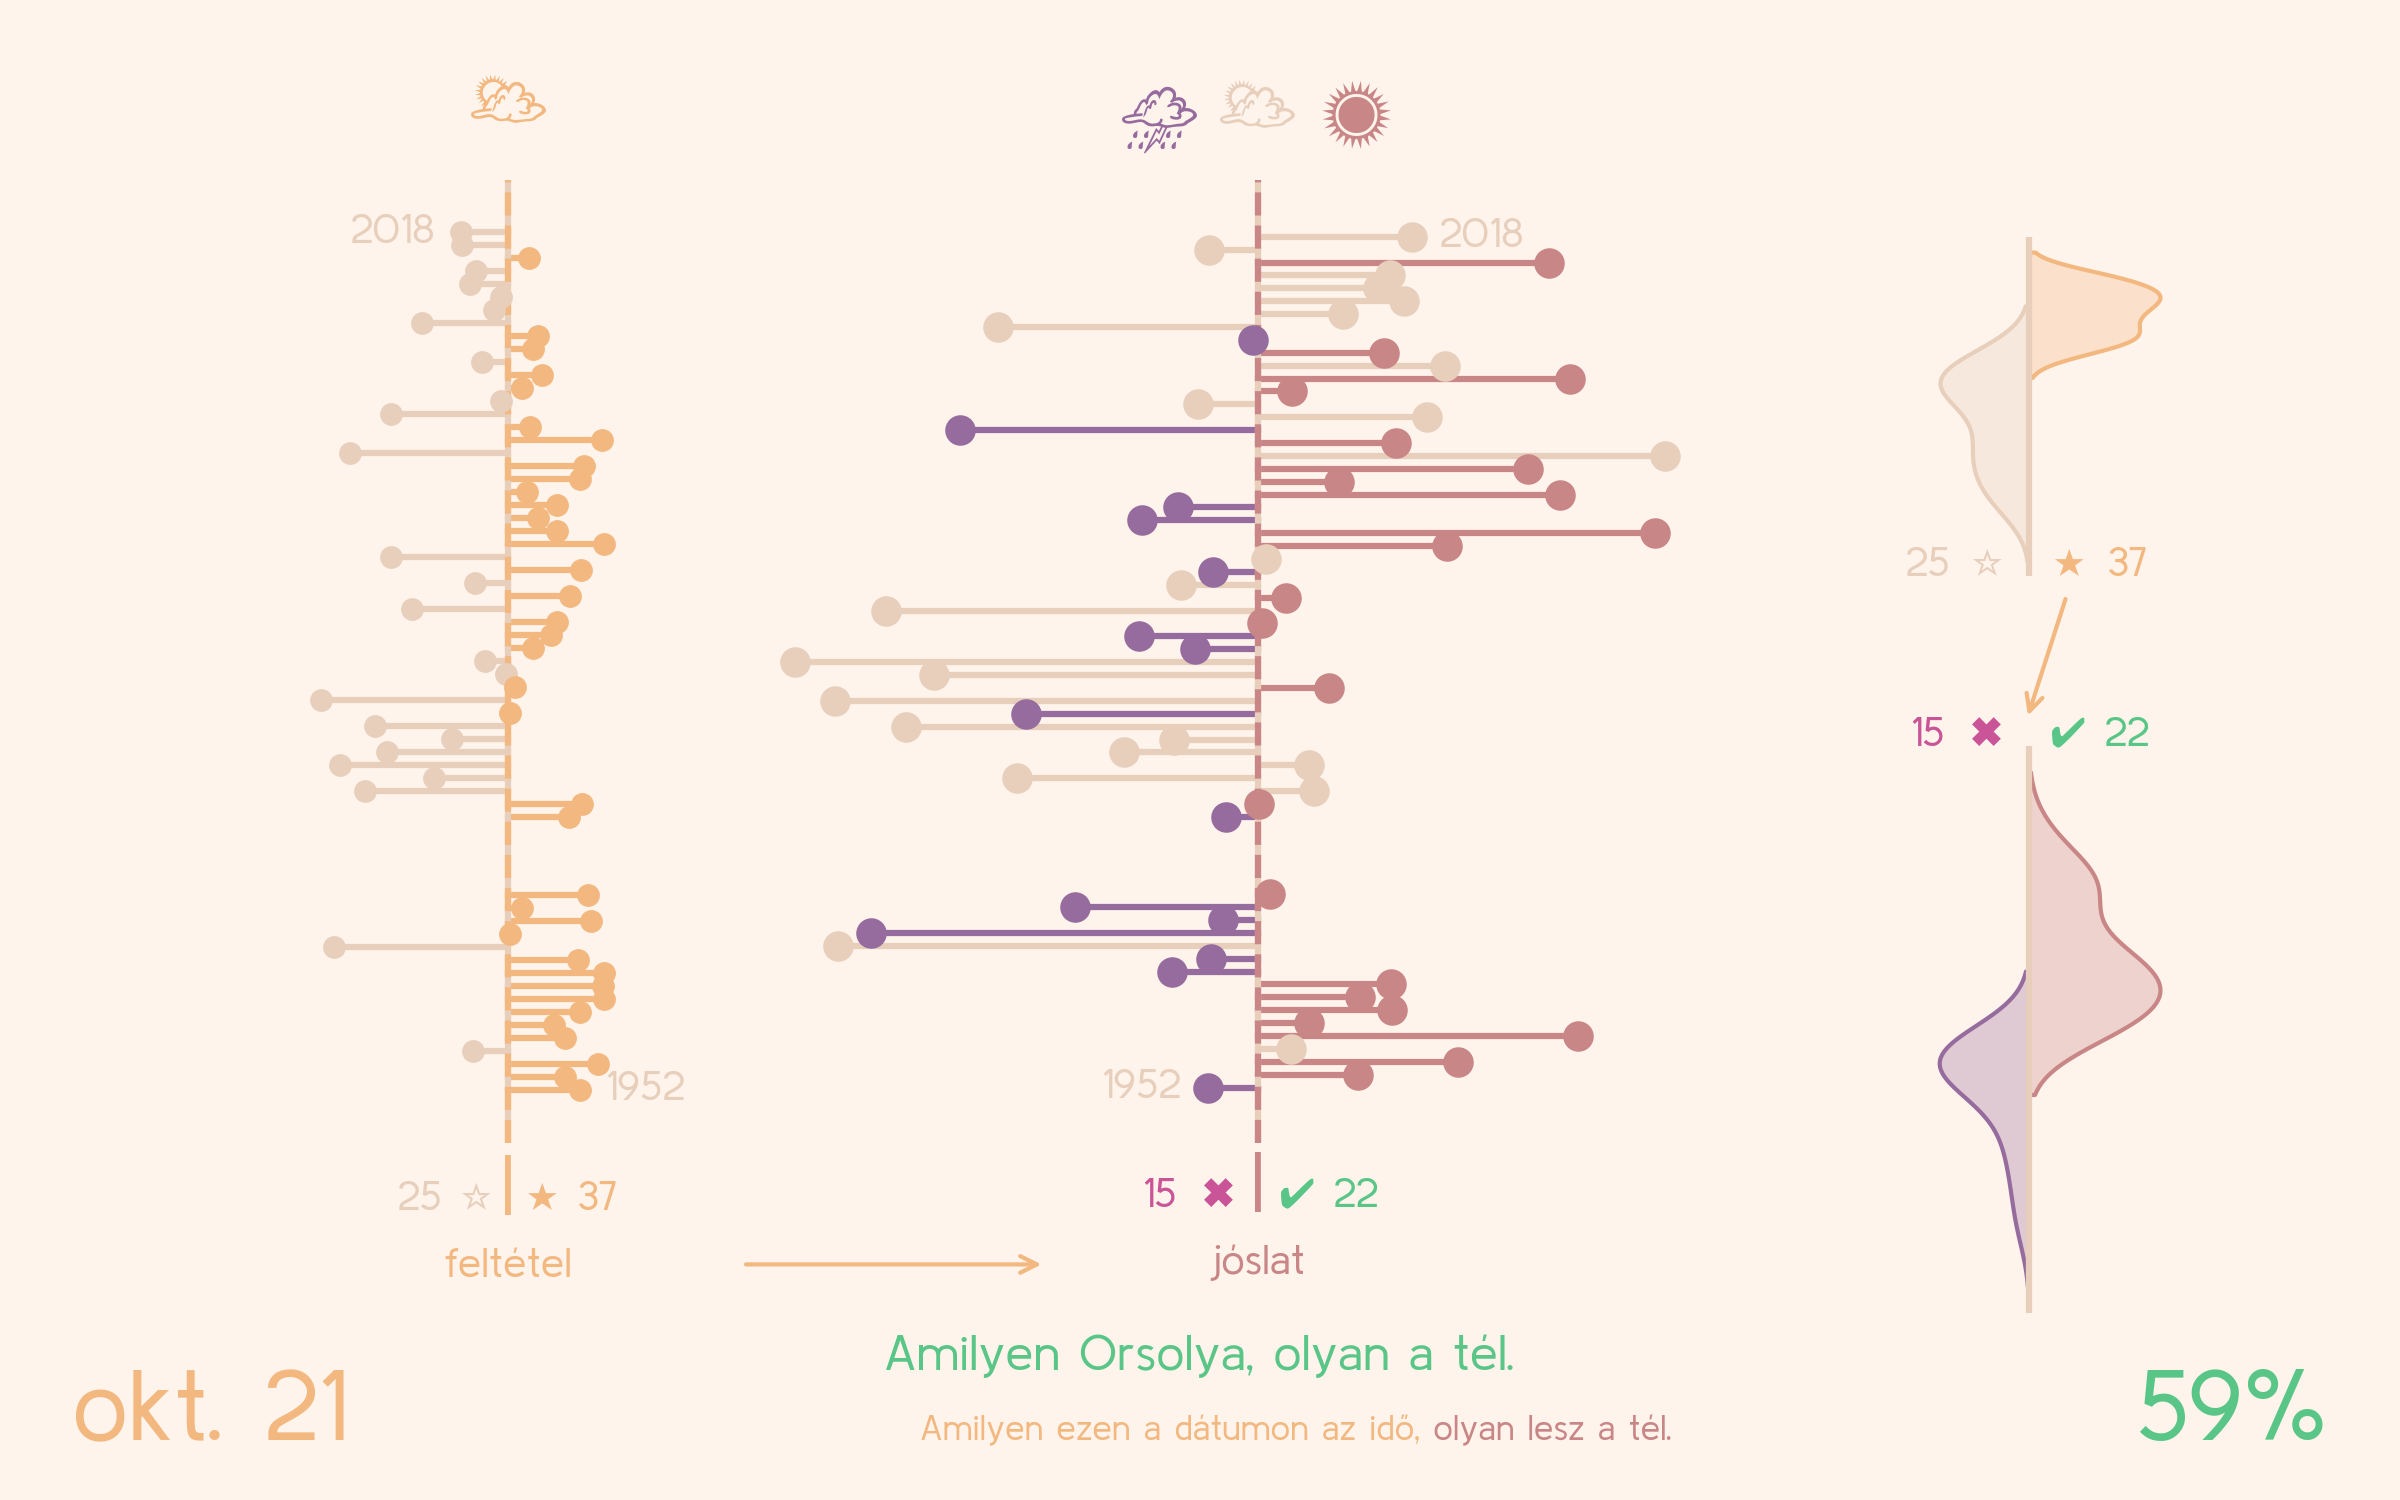 2018
2018
25 ☆ ★ 37
15 ✖ ✔ 22
1952
1952
25 ☆ ★ 37
15 ✖ ✔ 22
feltétel
jóslat
Amilyen Orsolya, olyan a tél.
okt. 21
59%
Amilyen ezen a dátumon az idő, olyan lesz a tél.